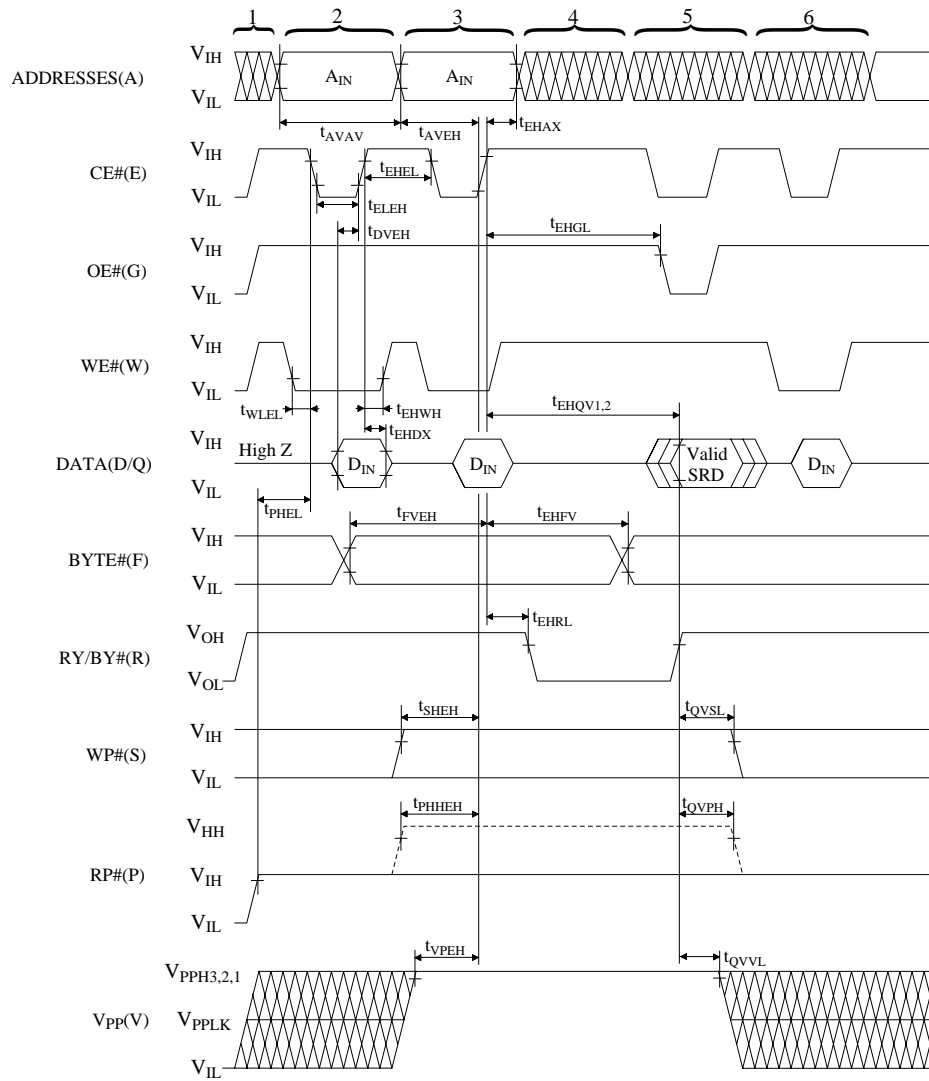 1 2 3 4 5 6
VIH
ADDRESSES(A) AIN AIN
VIL
tAVAV tAVEH tEHAX
VIH
CE#(E) tEHEL
VIL
tELEH
tDVEH tEHGL
VIH
OE#(G)
VIL
VIH
WE#(W)
VIL
tWLEL tEHWH tEHQV1,2
tEHDX
VIH
High Z Valid
DATA(D/Q) DIN DIN SRD DIN
VIL
tPHEL tFVEH tEHFV
VIH
BYTE#(F)
VIL
tEHRL
VOH
RY/BY#(R)
VOL
tSHEH tQVSL
VIH
WP#(S)
VIL
tPHHEH tQVPH
VHH
RP#(P) VIH
VIL
tVPEH tQVVL
VPPH3,2,1
VPP(V) VPPLK
VIL